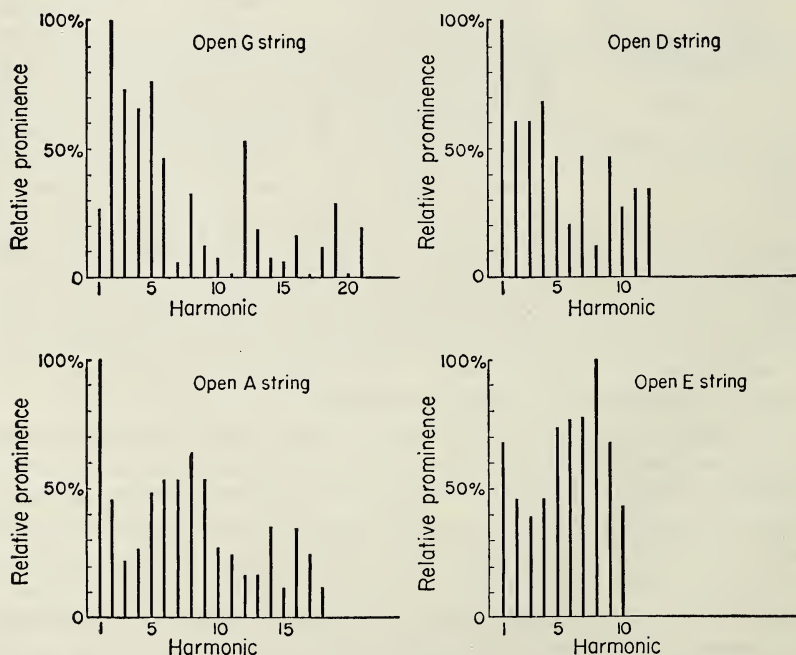 Open G string
Relative prominence
100%
50%
0
1 5 10 15 20
Harmonic
Open D string
Relative prominence
100%
50%
0
1 5 10
Harmonic
Open A string
Relative prominence
100%
50%
0
1 5 10 15
Harmonic
Open E string
Relative prominence
100%
50%
0
1 5 10
Harmonic